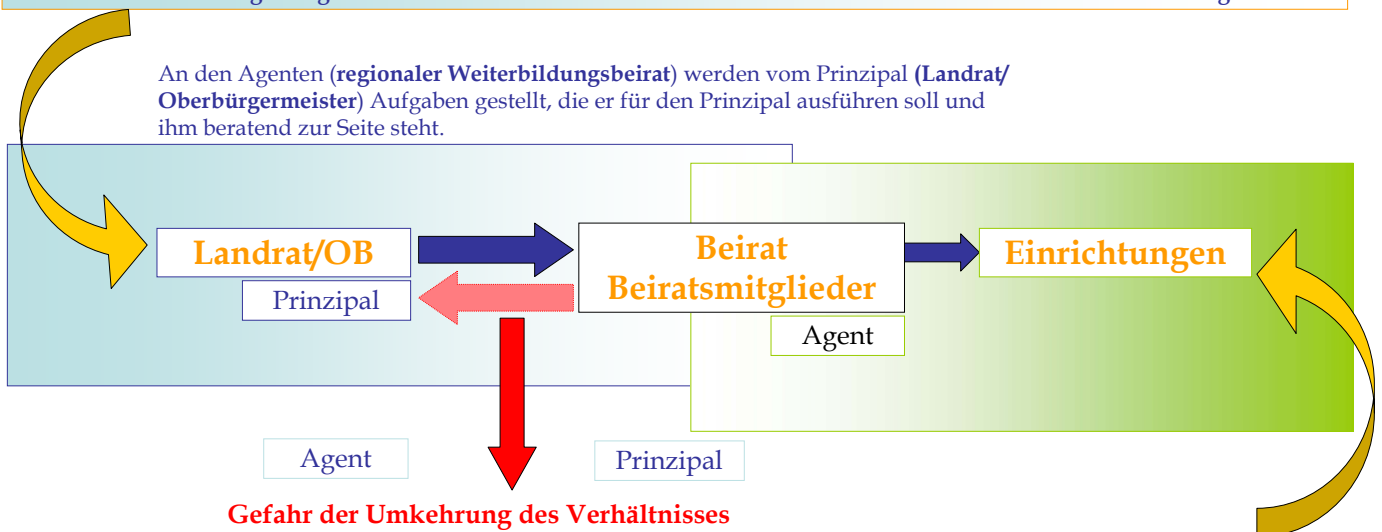 An den Agenten (regionaler Weiterbildungsbeirat) werden vom Prinzipal (Landrat/
Oberbürgermeister) Aufgaben gestellt, die er für den Prinzipal ausführen soll und
ihm beratend zur Seite steht.
Landrat/OB
Prinzipal
Beirat
Beiratsmitglieder
Agent
Einrichtungen
Agent
Prinzipal
Gefahr der Umkehrung des Verhältnisses